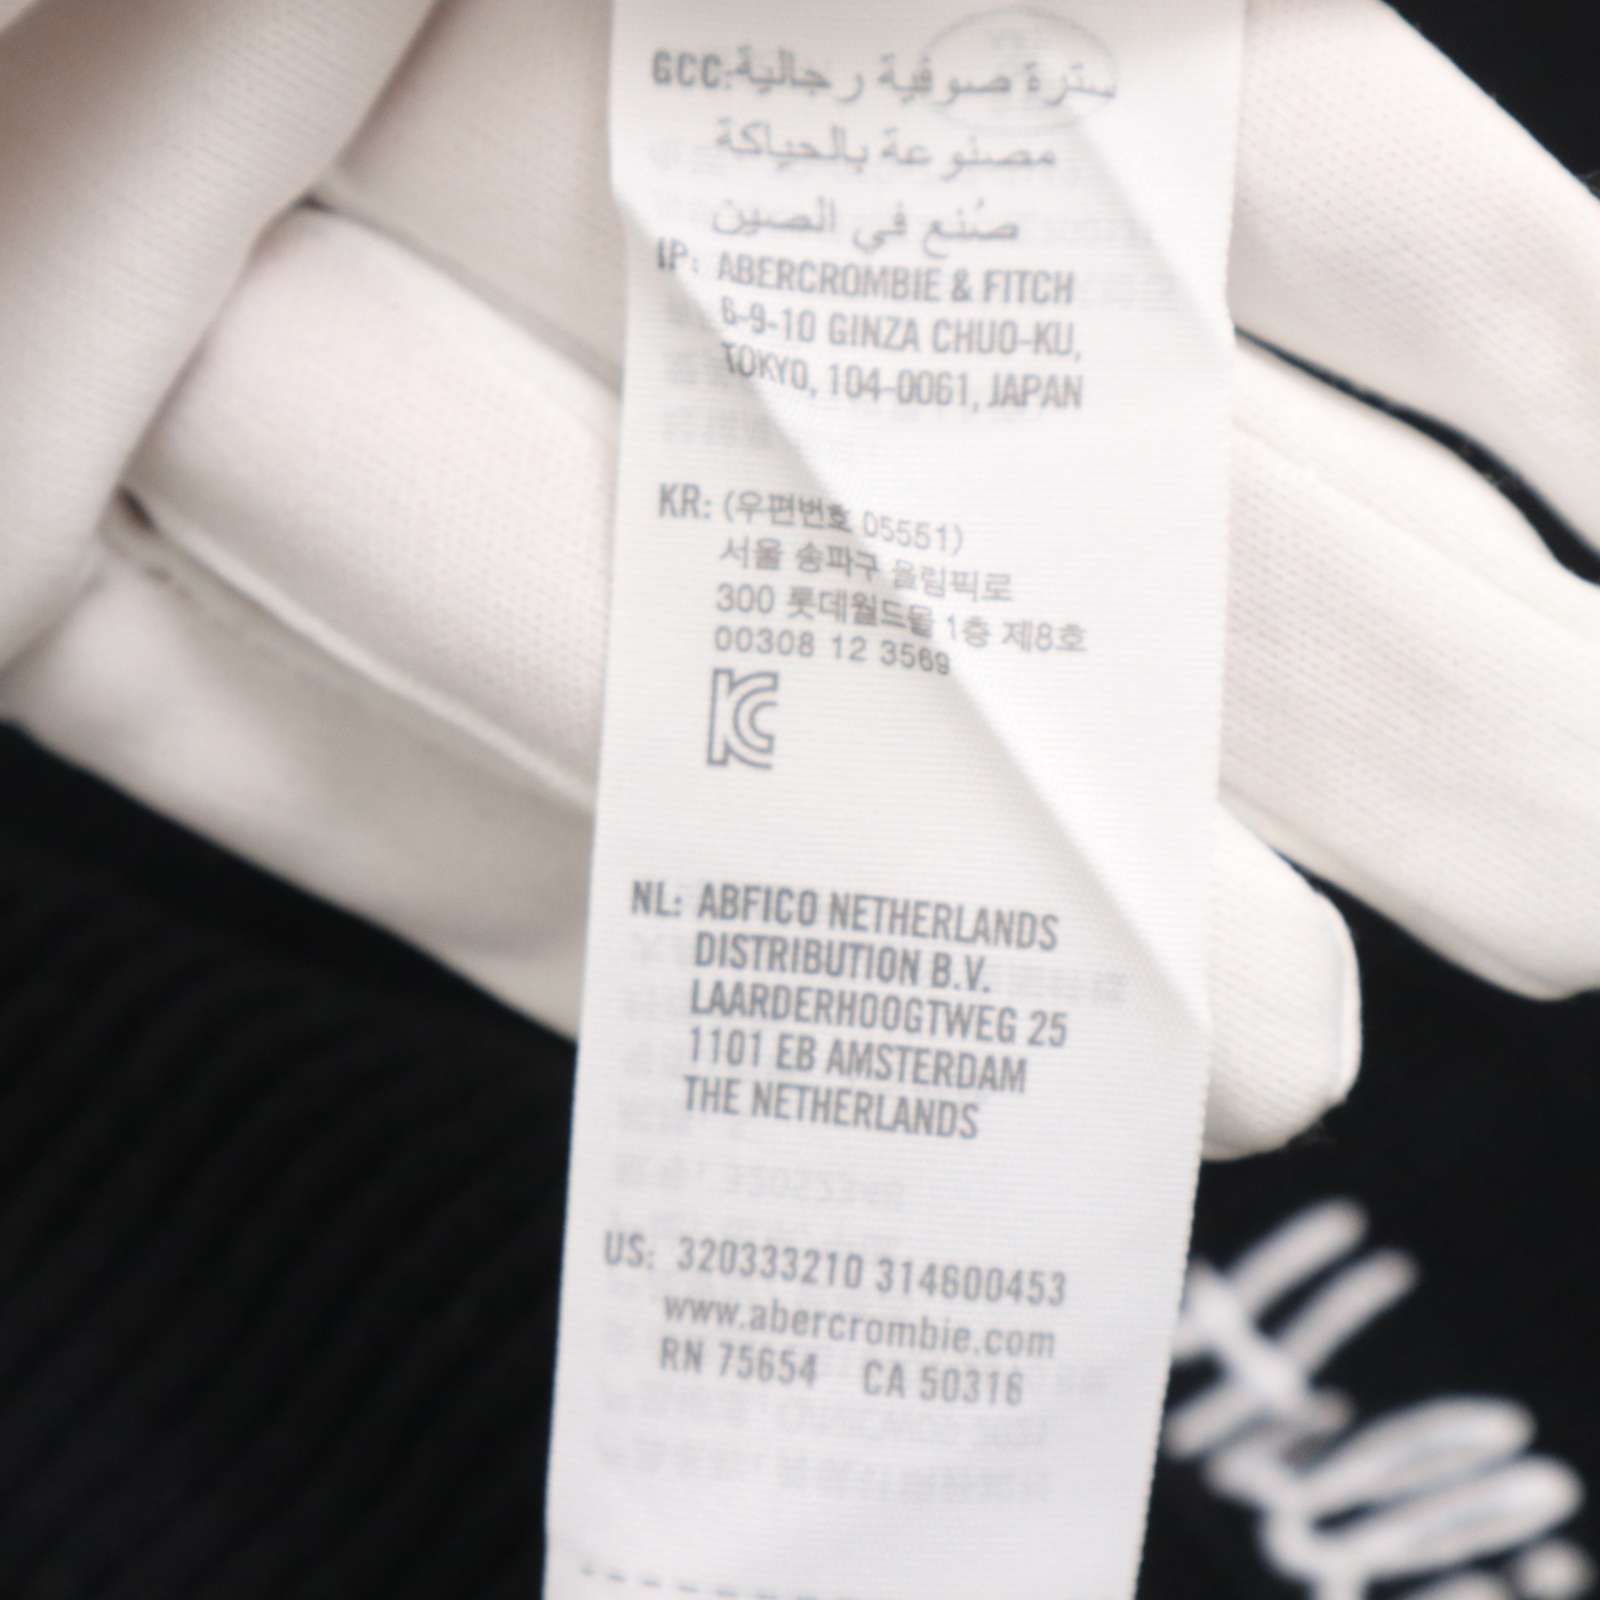 GCC: سترة صوفية رجالية
مصنوعة بالحياكة
صُنع في الصين
JP: ABERCROMBIE & FITCH
6-9-10 GINZA CHUO-KU,
TOKYO, 104-0061, JAPAN
KR: (우편번호 05551)
서울 송파구 올림픽로
300 롯데월드몰 1층 제8호
00308 12 3569
KC
NL: ABFICO NETHERLANDS
DISTRIBUTION B.V.
LAARDERHOOGTWEG 25
1101 EB AMSTERDAM
THE NETHERLANDS
US: 320333210 314600453
www.abercrombie.com
RN 75654 CA 50316